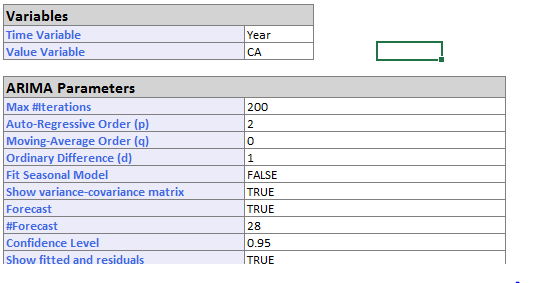 Variables
Time Variable Year
Value Variable CA
ARIMA Parameters
Max #Iterations 200
Auto-Regressive Order (p) 2
Moving-Average Order (q) 0
Ordinary Difference (d) 1
Fit Seasonal Model FALSE
Show variance-covariance matrix TRUE
Forecast TRUE
#Forecast 28
Confidence Level 0.95
Show fitted and residuals TRUE